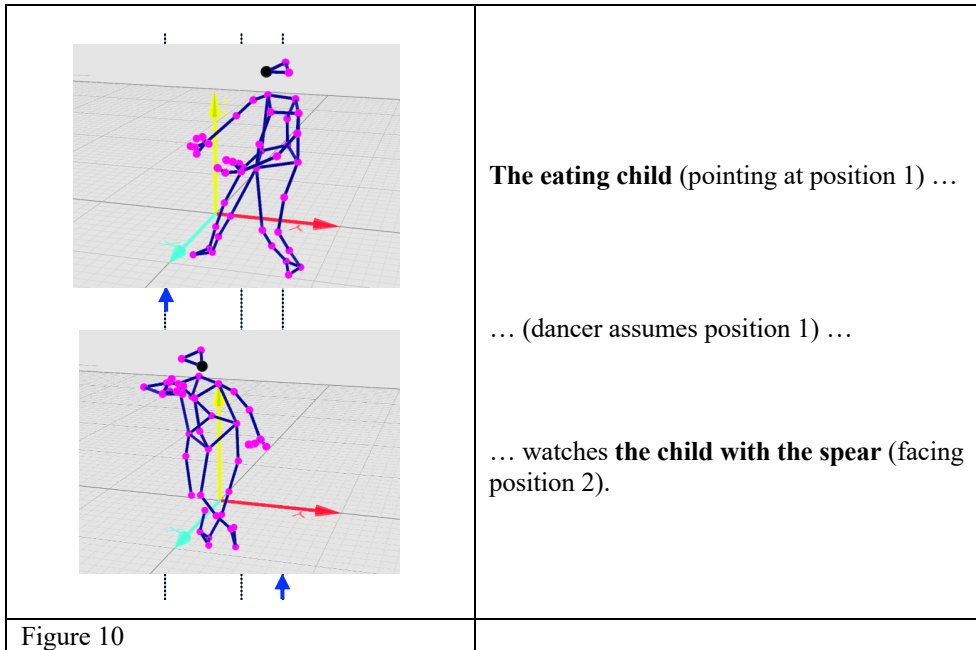 The eating child (pointing at position 1) …
… (dancer assumes position 1) …
… watches the child with the spear (facing
position 2).
Figure 10